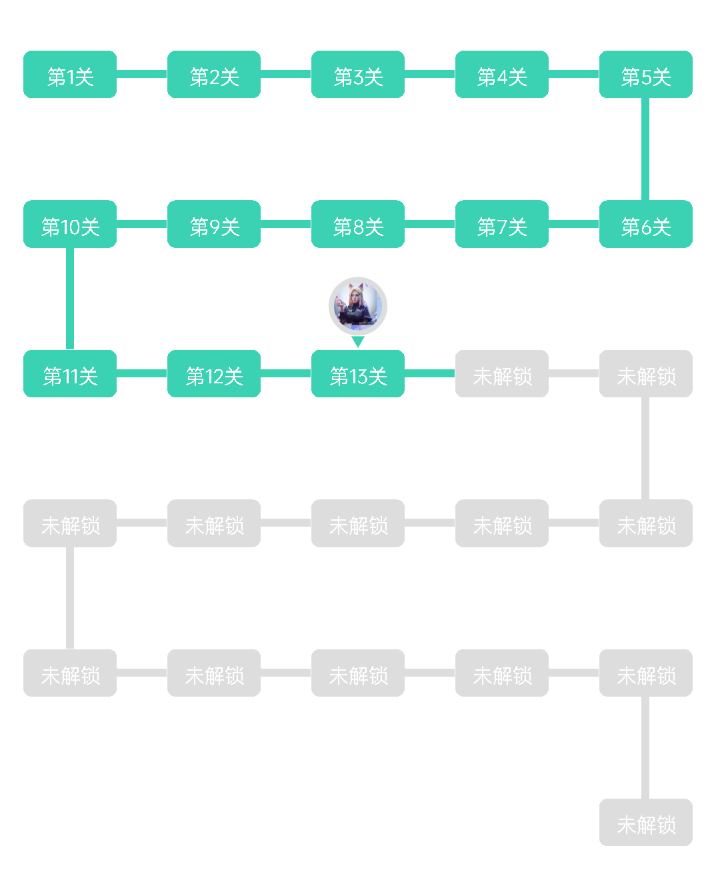 第1关 第2关 第3关 第4关 第5关
第10关 第9关 第8关 第7关 第6关
第11关 第12关 第13关 未解锁 未解锁
未解锁 未解锁 未解锁 未解锁 未解锁
未解锁 未解锁 未解锁 未解锁 未解锁
未解锁